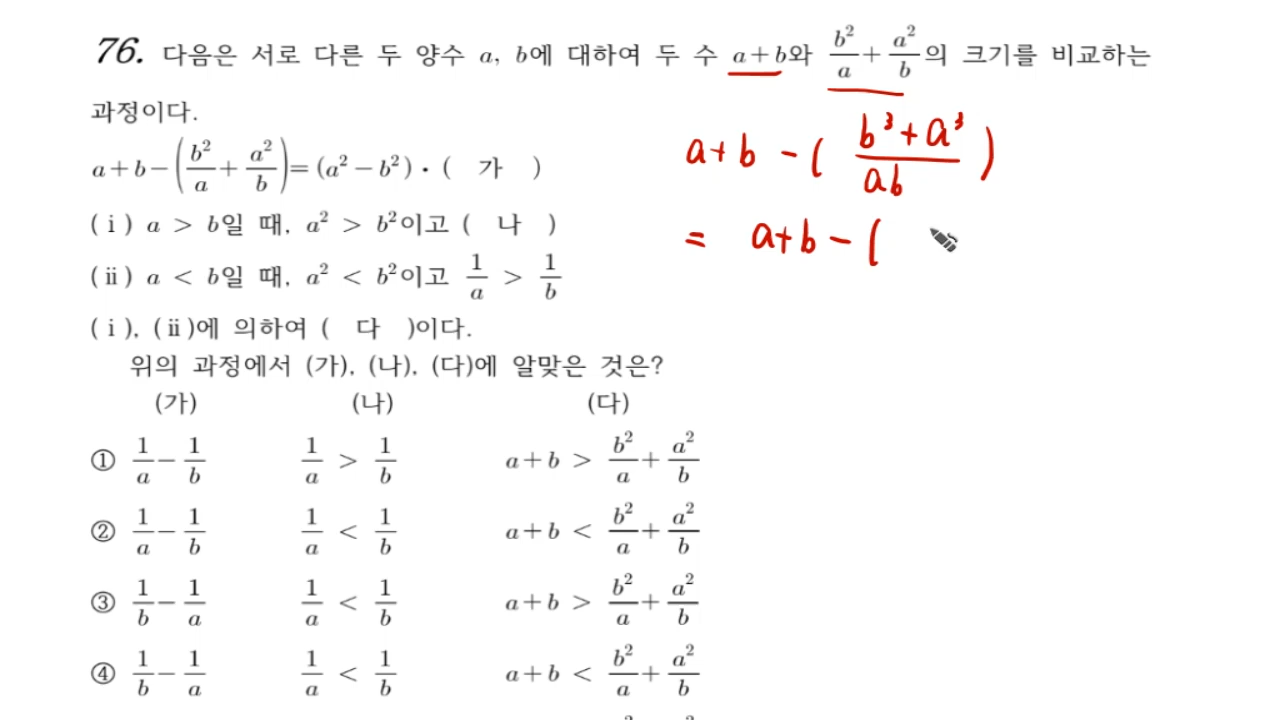 76. 다음은 서로 다른 두 양수 a, b에 대하여 두 수 a+b와 b²/a + a²/b의 크기를 비교하는
과정이다.
a+b−(b²/a + a²/b)=(a²−b²)·( 가 )
(ⅰ) a > b일 때, a² > b²이고 ( 나 )
(ⅱ) a < b일 때, a² < b²이고 1/a > 1/b
(ⅰ), (ⅱ)에 의하여 ( 다 )이다.
위의 과정에서 (가), (나), (다)에 알맞은 것은?
(가) (나) (다)
① 1/a − 1/b 1/a > 1/b a+b > b²/a + a²/b
② 1/a − 1/b 1/a < 1/b a+b < b²/a + a²/b
③ 1/b − 1/a 1/a < 1/b a+b > b²/a + a²/b
④ 1/b − 1/a 1/a < 1/b a+b < b²/a + a²/b
a+b − ( (b³+a³)/ab )
= a+b − (